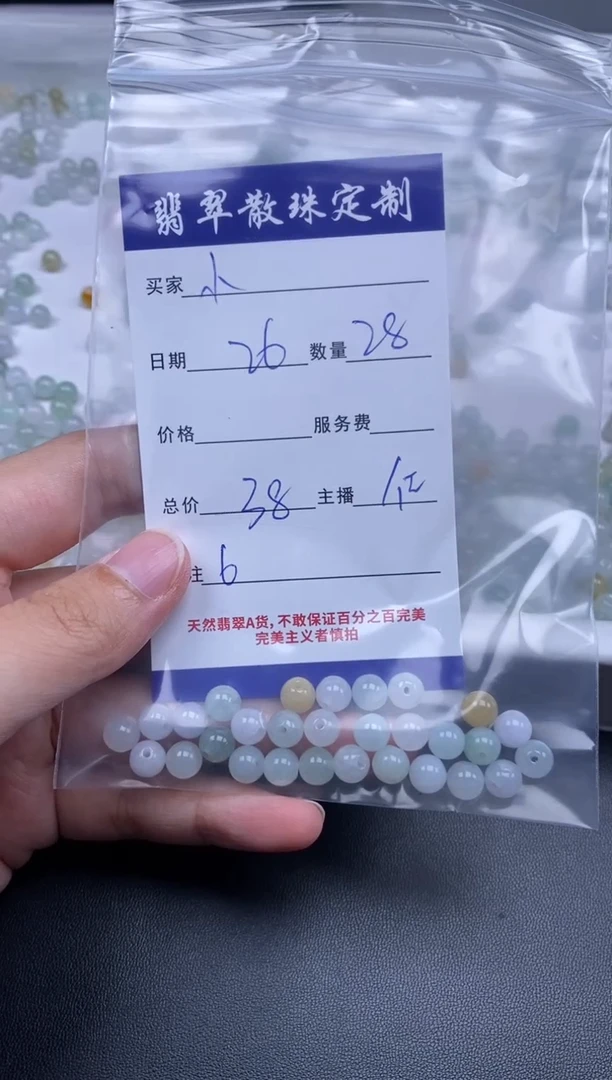 翡翠散珠定制
买家 小
日期 26 数量 28
价格 服务费
总价 38 主播
注 6
天然翡翠A货，不敢保证百分之百完美
完美主义者慎拍